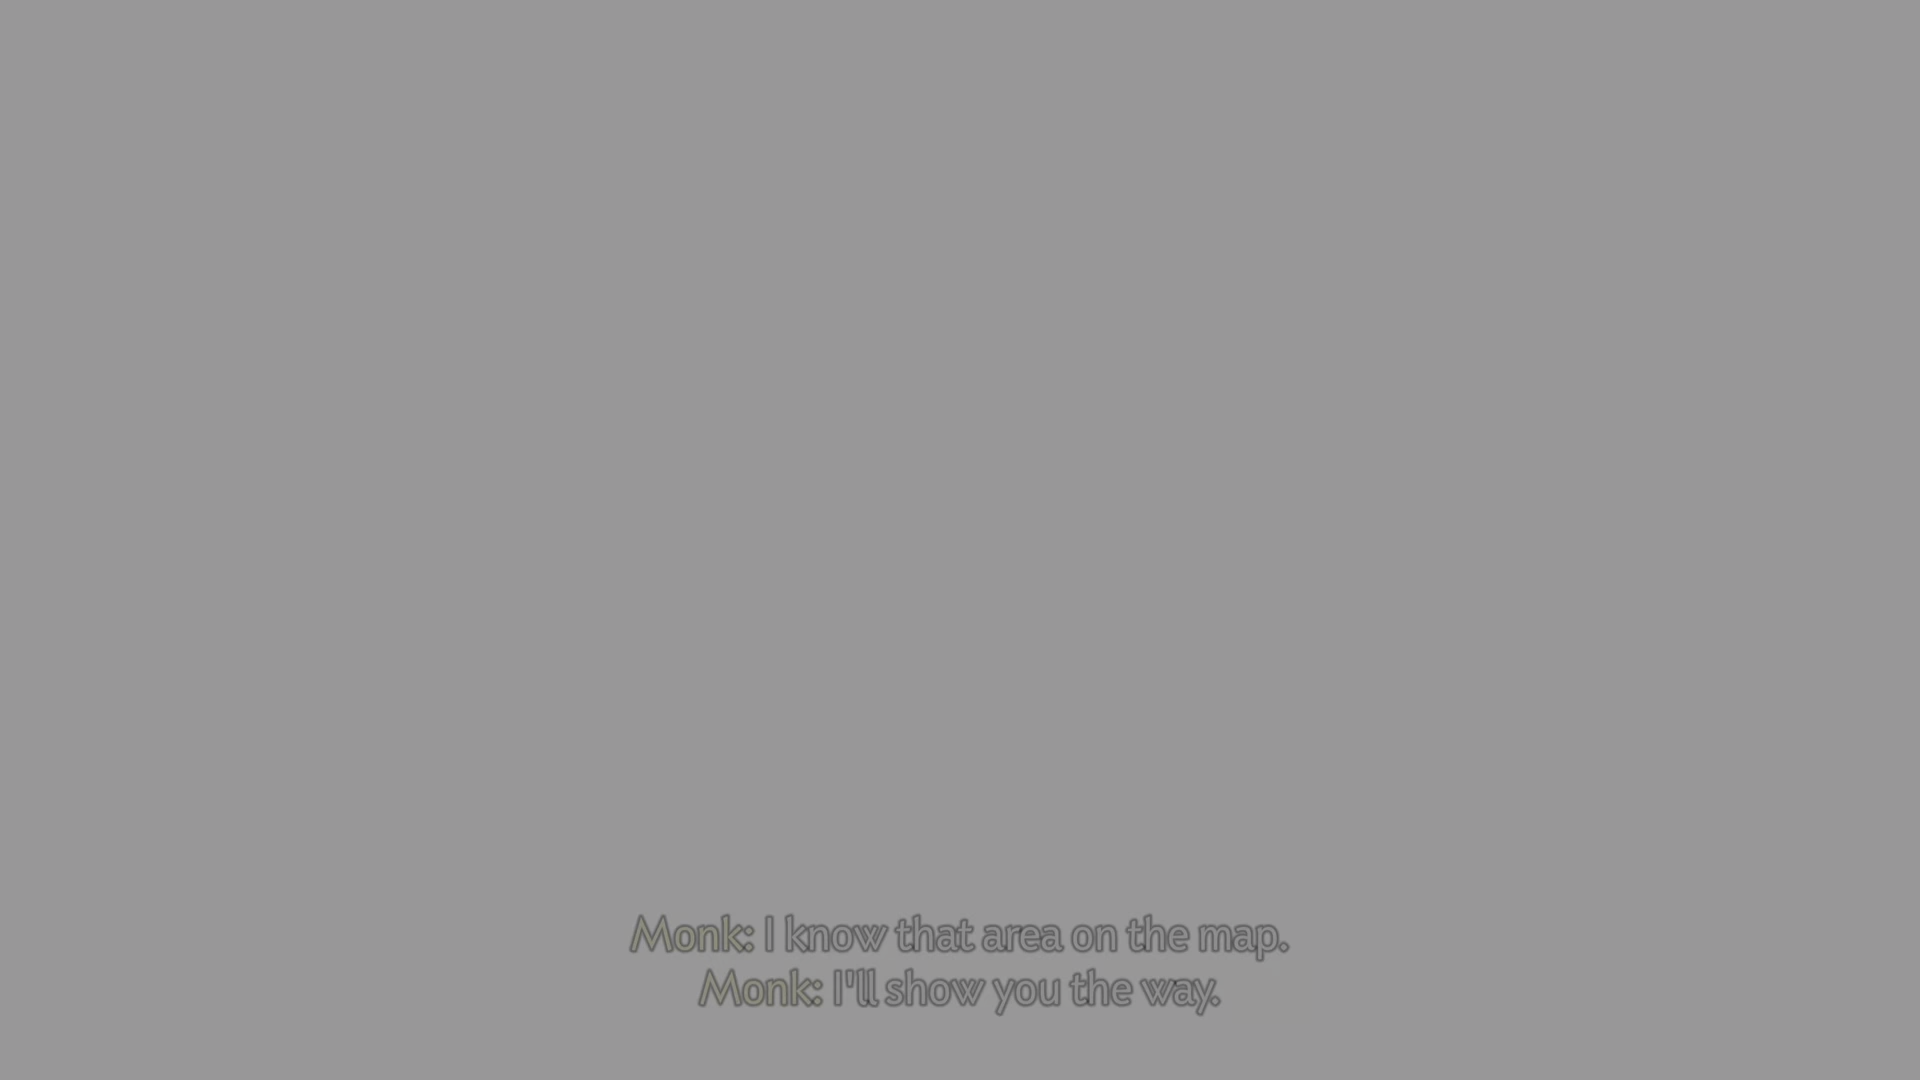 Monk: I know that area on the map.
Monk: I'll show you the way.